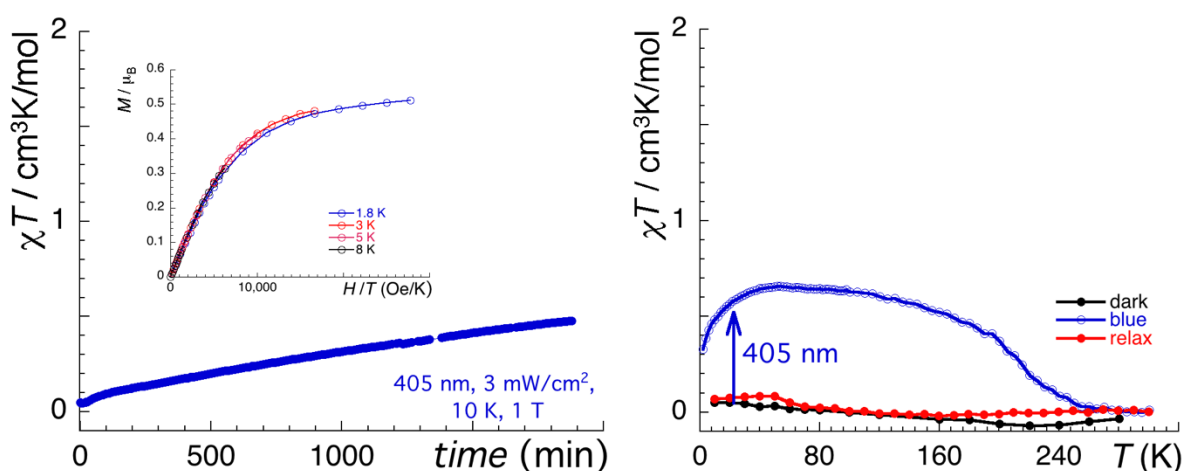 2
1
0
χT / cm³K/mol
0.6
0.5
0.4
0.3
0.2
0.1
0
M / μB
0
10,000
H/T (Oe/K)
1.8 K
3 K
5 K
8 K
405 nm, 3 mW/cm²,
10 K, 1 T
0
500
1000
time (min)
2
1
0
χT / cm³K/mol
dark
blue
relax
405 nm
0
80
160
240
T (K)